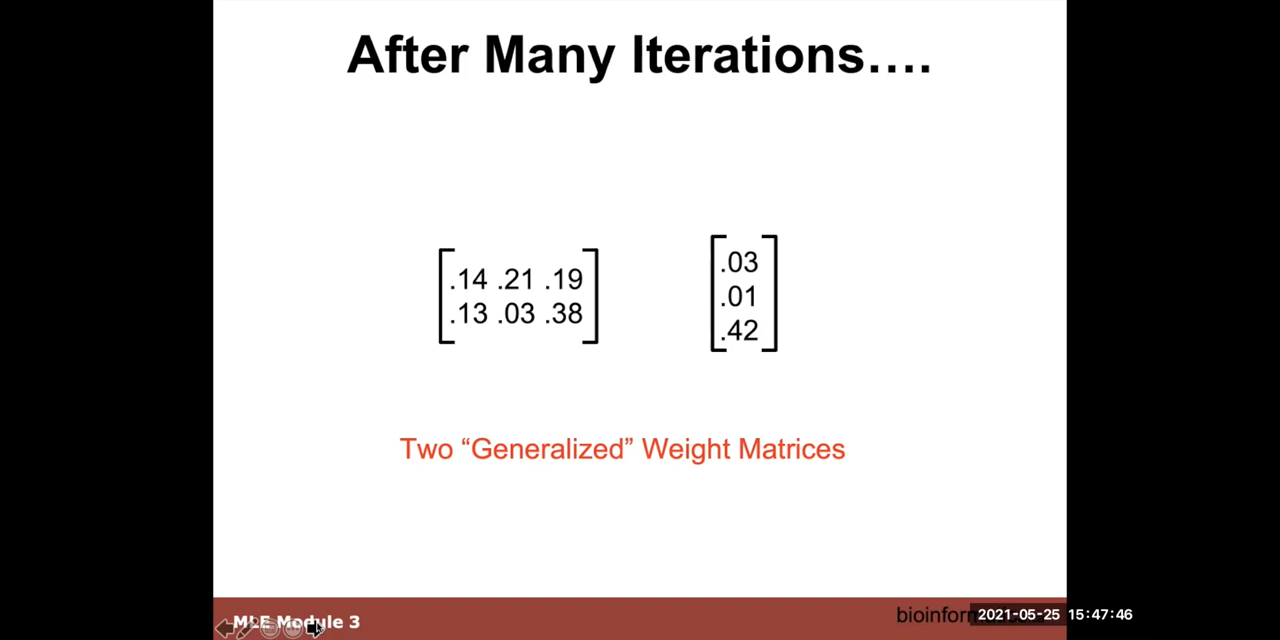 After Many Iterations….
.14 .21 .19
.13 .03 .38
.03
.01
.42
Two “Generalized” Weight Matrices
MLE Module 3
2021-05-25 15:47:46